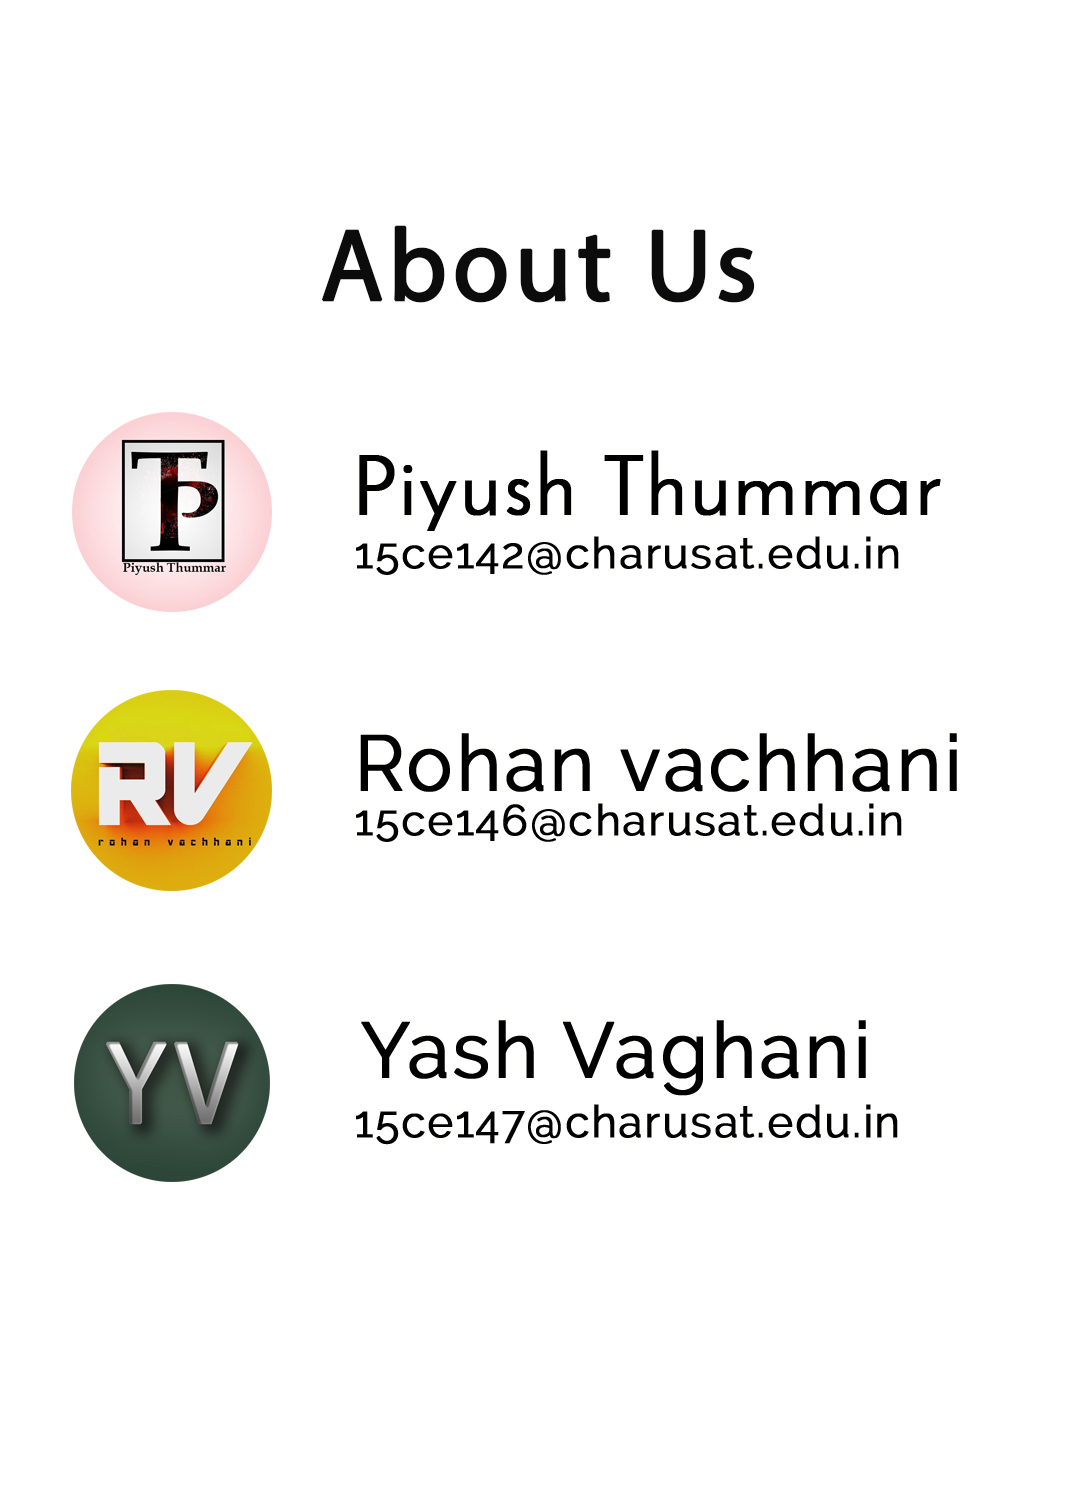 About Us
TP
Piyush Thummar
Piyush Thummar
15ce142@charusat.edu.in
RV
rohan vachhani
Rohan vachhani
15ce146@charusat.edu.in
YV
Yash Vaghani
15ce147@charusat.edu.in